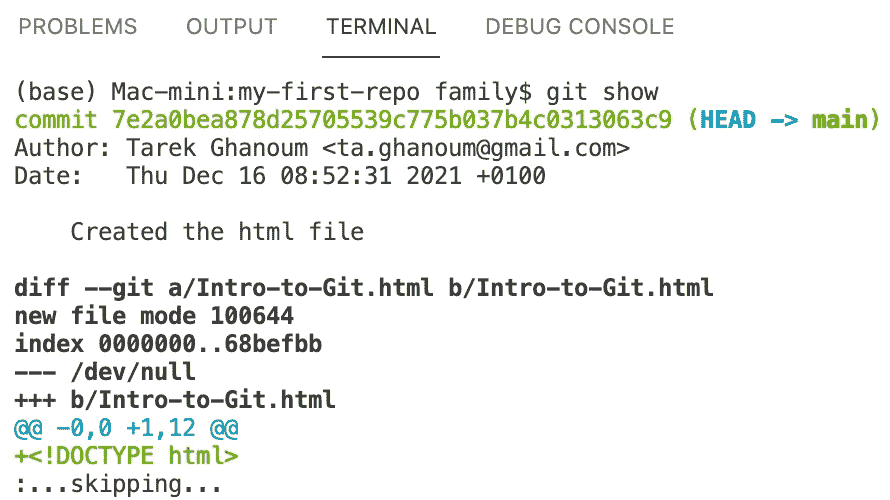 PROBLEMS OUTPUT TERMINAL DEBUG CONSOLE
(base) Mac-mini:my-first-repo family$ git show
commit 7e2a0bea878d25705539c775b037b4c0313063c9 (HEAD -> main)
Author: Tarek Ghanoum <ta.ghanoum@gmail.com>
Date:   Thu Dec 16 08:52:31 2021 +0100
    Created the html file
diff --git a/Intro-to-Git.html b/Intro-to-Git.html
new file mode 100644
index 0000000..68befbb
--- /dev/null
+++ b/Intro-to-Git.html
@@ -0,0 +1,12 @@
+<!DOCTYPE html>
:...skipping...